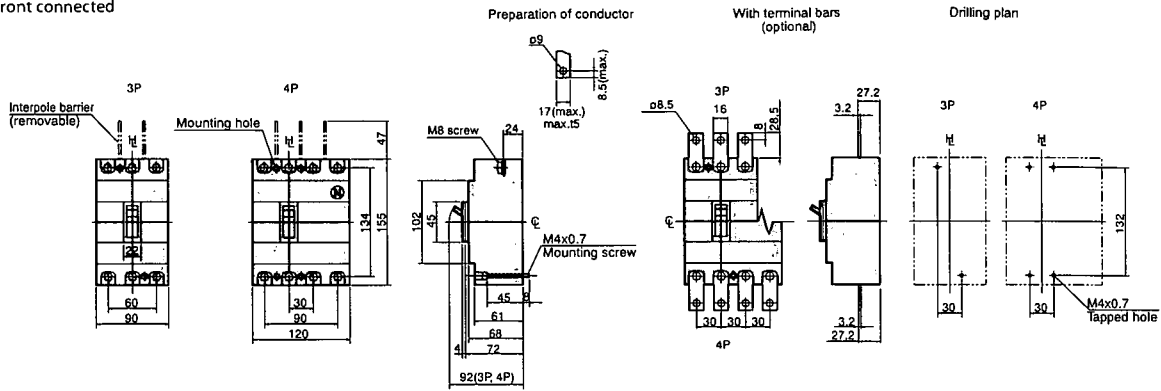 ront connected
Preparation of conductor
With terminal bars
(optional)
Drilling plan
ø9
8.5(max.)
17(max.)
max.t5
3P
4P
Interpole barrier
(removable)
Mounting hole
47
134
155
22
60
90
30
90
120
M8 screw
24
102
45
M4x0.7
Mounting screw
45
8
61
68
4
72
92(3P, 4P)
3P
ø8.5
16
8
28.5
30
30
30
4P
27.2
3.2
3.2
27.2
3P
4P
132
30
30
M4x0.7
Tapped hole